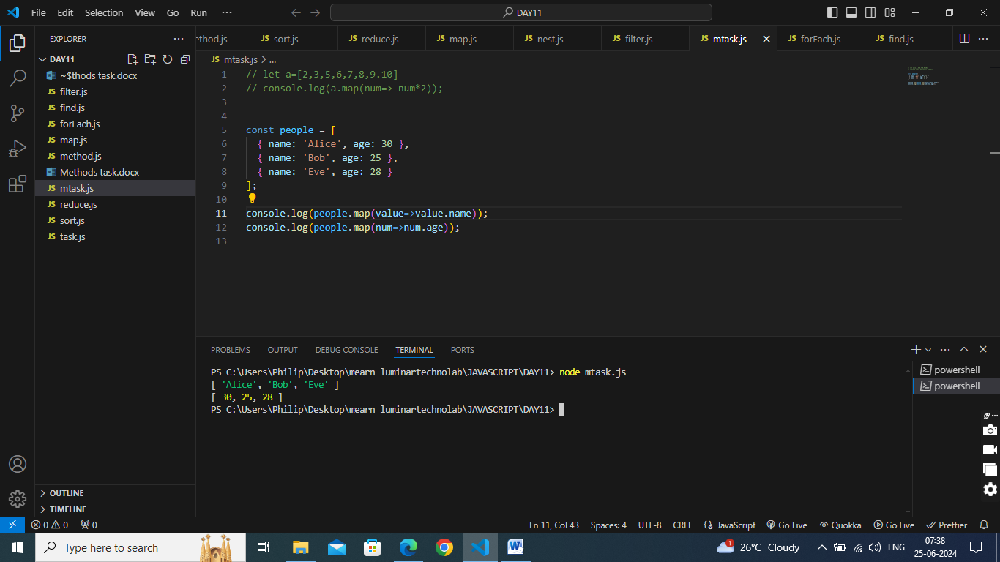 File Edit Selection View Go Run ··· DAY11
EXPLORER ···
DAY11
~$thods task.docx
filter.js
find.js
forEach.js
map.js
method.js
Methods task.docx
mtask.js
reduce.js
sort.js
task.js
OUTLINE
TIMELINE
ethod.js JS sort.js JS reduce.js JS map.js JS nest.js JS filter.js JS mtask.js JS forEach.js JS find.js
JS mtask.js > ...
1 // let a=[2,3,5,6,7,8,9.10]
2 // console.log(a.map(num=> num*2));
3
4
5 const people = [
6 { name: 'Alice', age: 30 },
7 { name: 'Bob', age: 25 },
8 { name: 'Eve', age: 28 }
9 ];
10
11 console.log(people.map(value=>value.name));
12 console.log(people.map(num=>num.age));
13
PROBLEMS OUTPUT DEBUG CONSOLE TERMINAL PORTS
PS C:\Users\Philip\Desktop\mearn luminartechnolab\JAVASCRIPT\DAY11> node mtask.js
[ 'Alice', 'Bob', 'Eve' ]
[ 30, 25, 28 ]
PS C:\Users\Philip\Desktop\mearn luminartechnolab\JAVASCRIPT\DAY11>
powershell
powershell
0 0 0 Ln 11, Col 43 Spaces: 4 UTF-8 CRLF {} JavaScript Go Live Quokka Go Live Prettier
Type here to search 1 26°C Cloudy ENG 07:38
25-06-2024